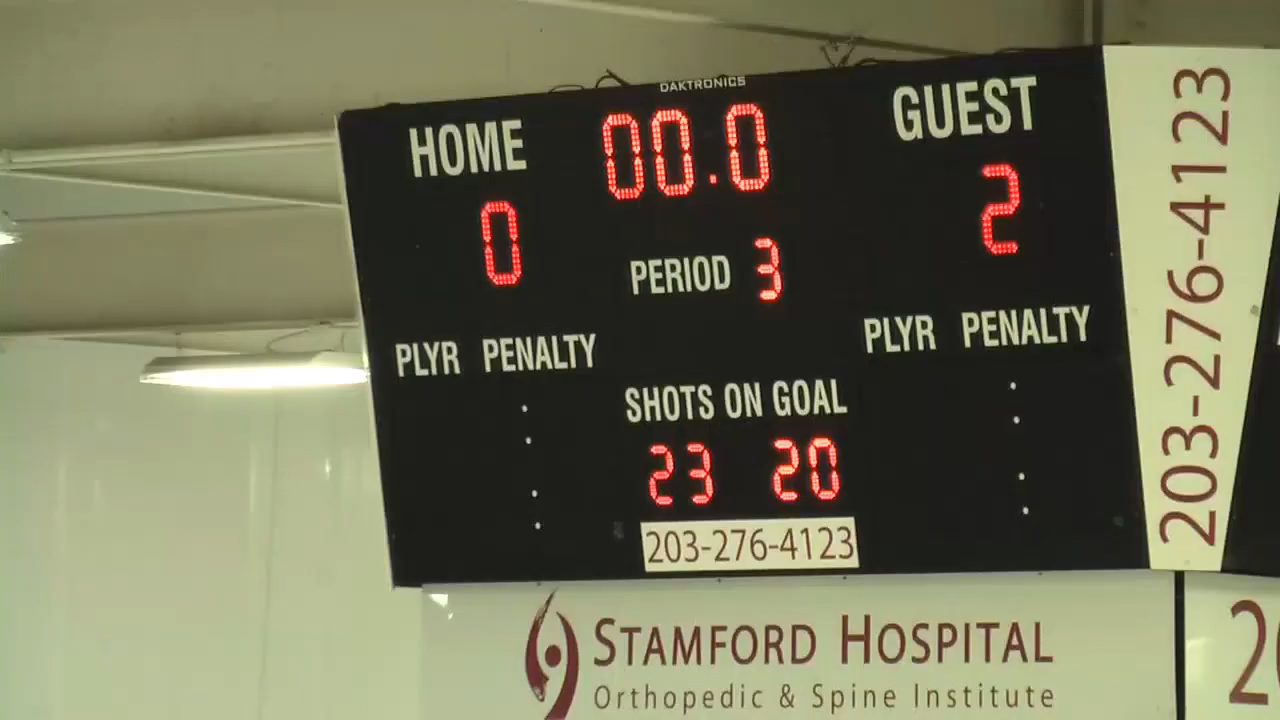 DAKTRONICS
HOME 00.0 GUEST
0 2
PERIOD 3
PLYR PENALTY PLYR PENALTY
SHOTS ON GOAL
23 20
203-276-4123
203-276-4123
STAMFORD HOSPITAL
Orthopedic & Spine Institute
2